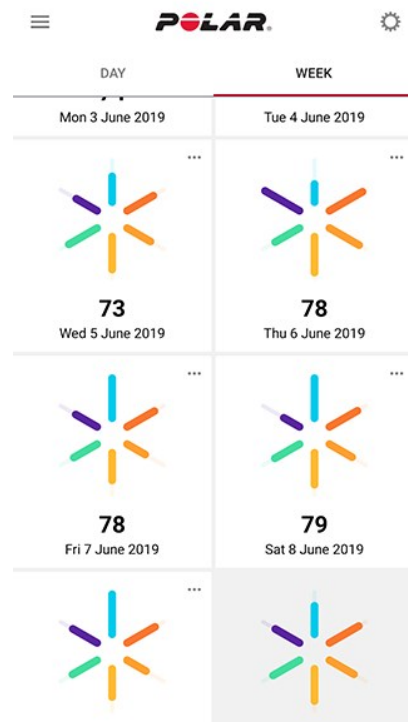 POLAR.
DAY WEEK
Mon 3 June 2019 Tue 4 June 2019
73 78
Wed 5 June 2019 Thu 6 June 2019
78 79
Fri 7 June 2019 Sat 8 June 2019